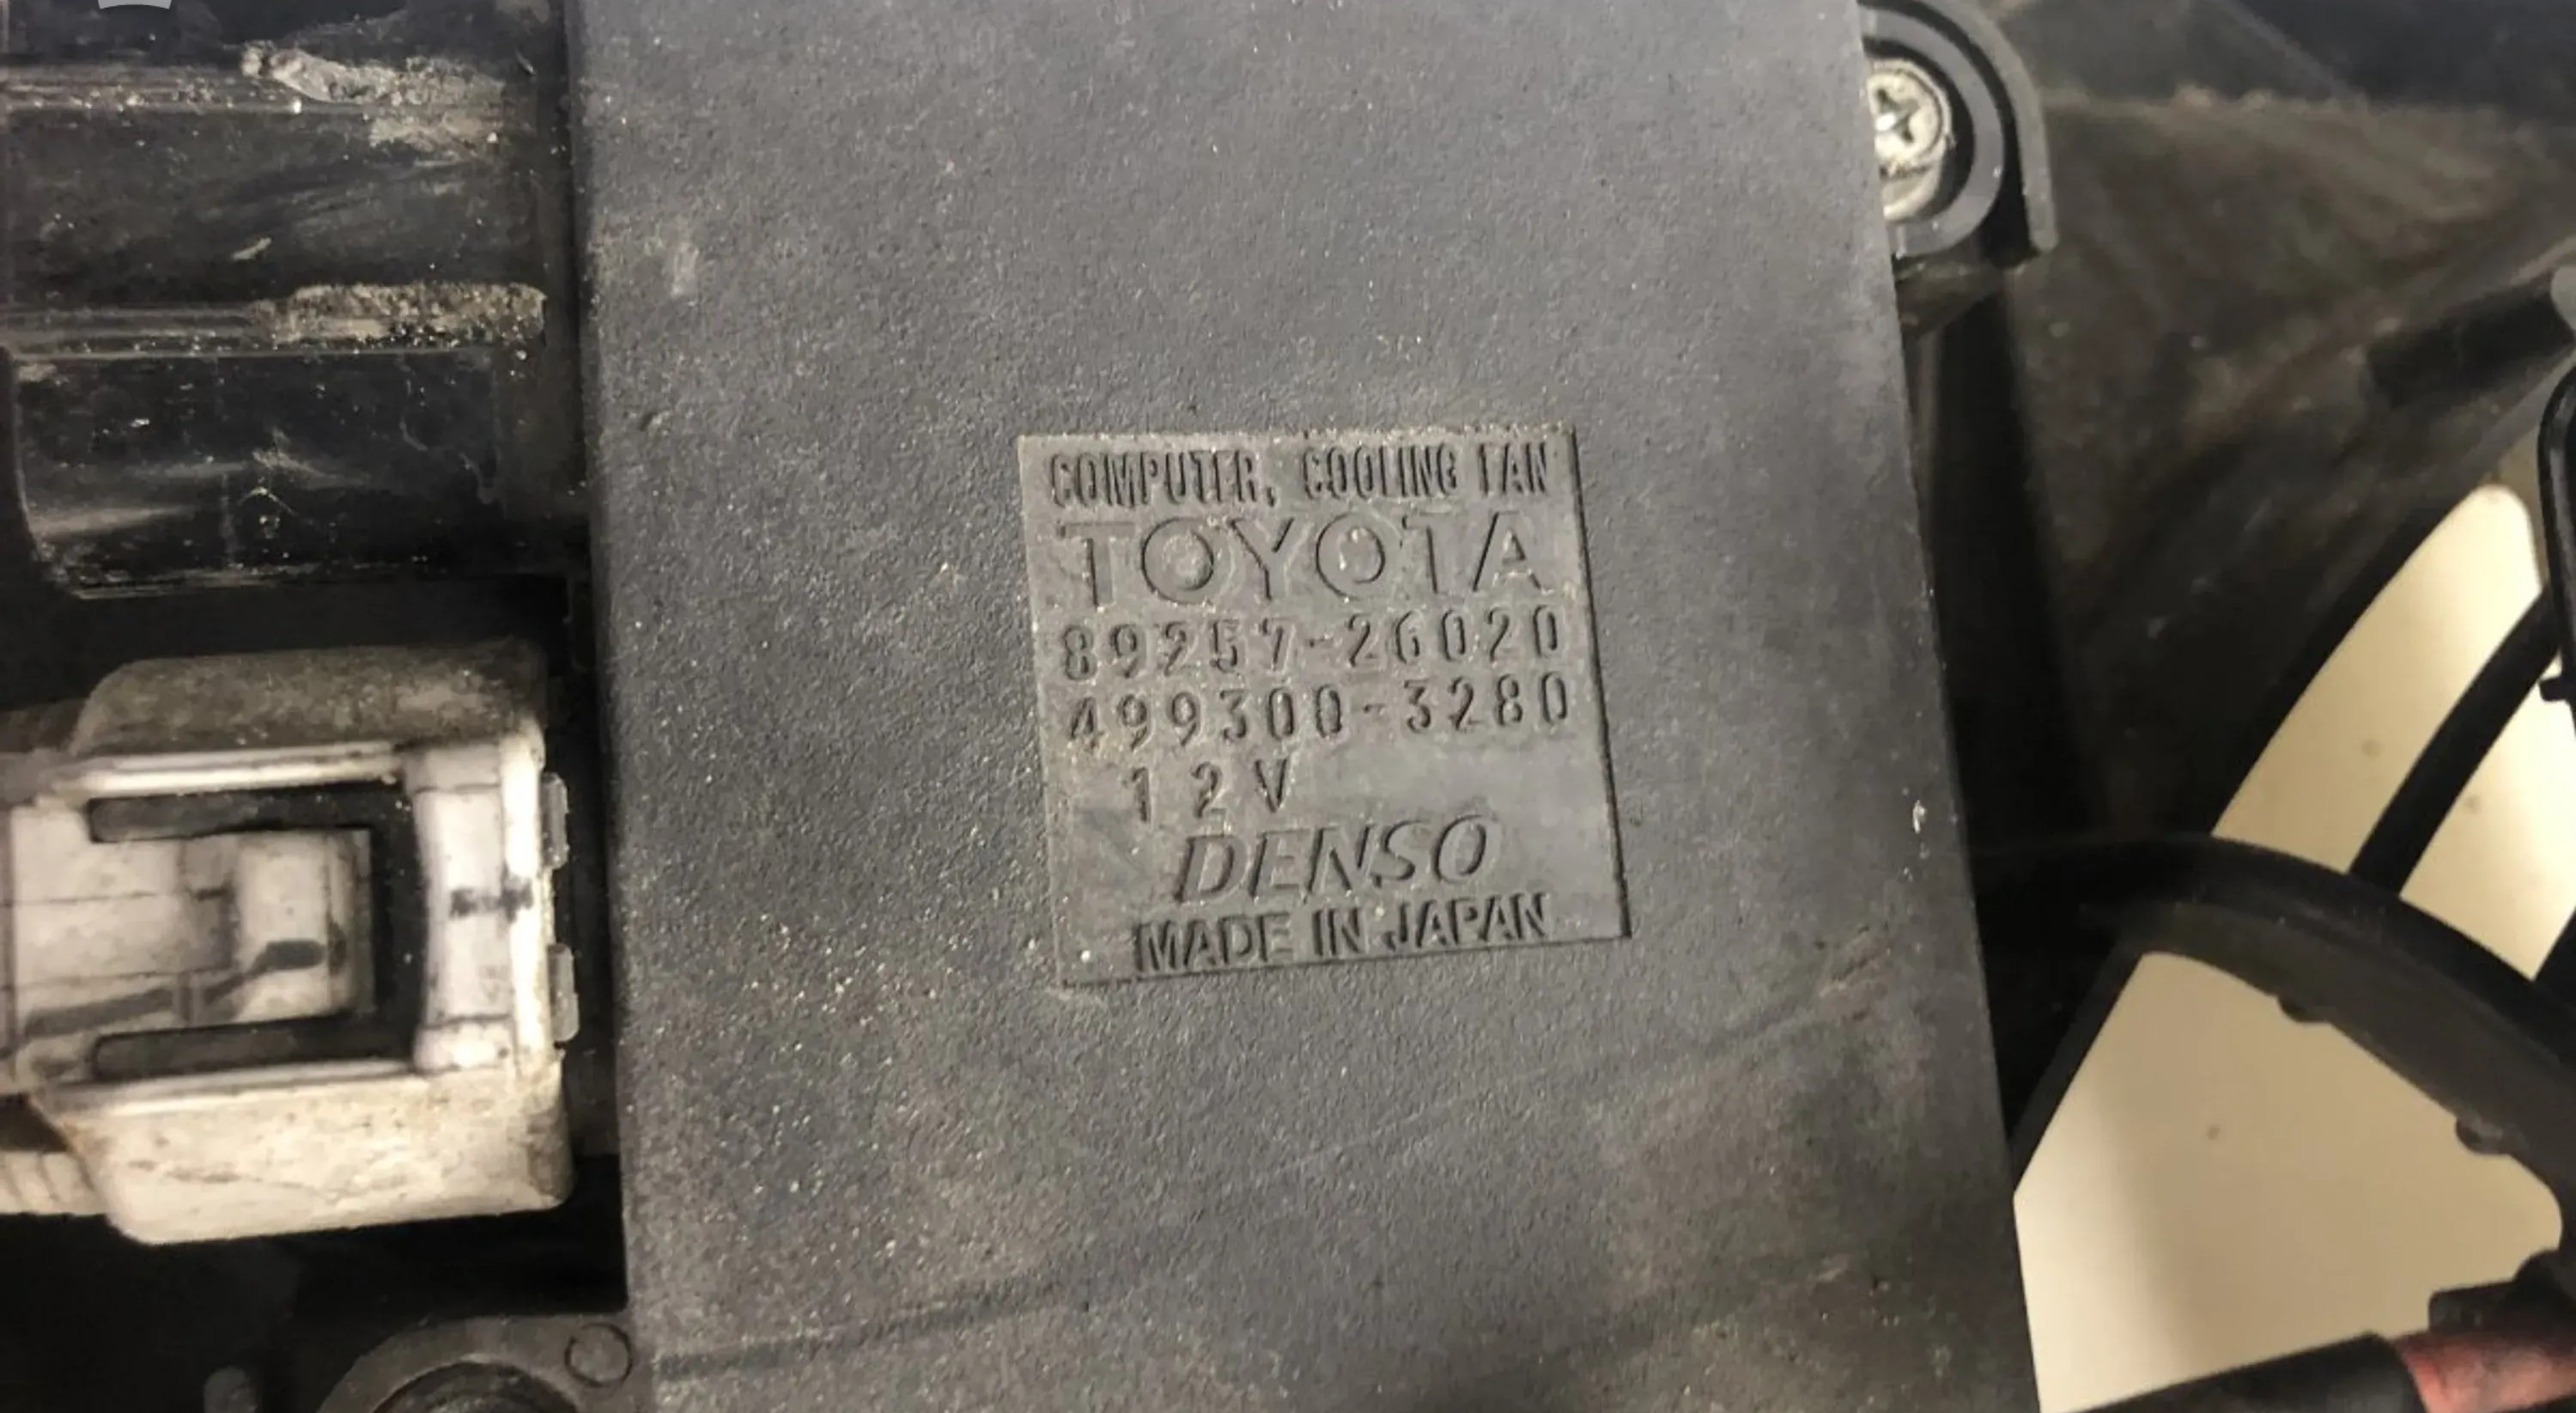 COMPUTER, COOLING FAN
TOYOTA
89257-26020
499300-3280
12V
DENSO
MADE IN JAPAN